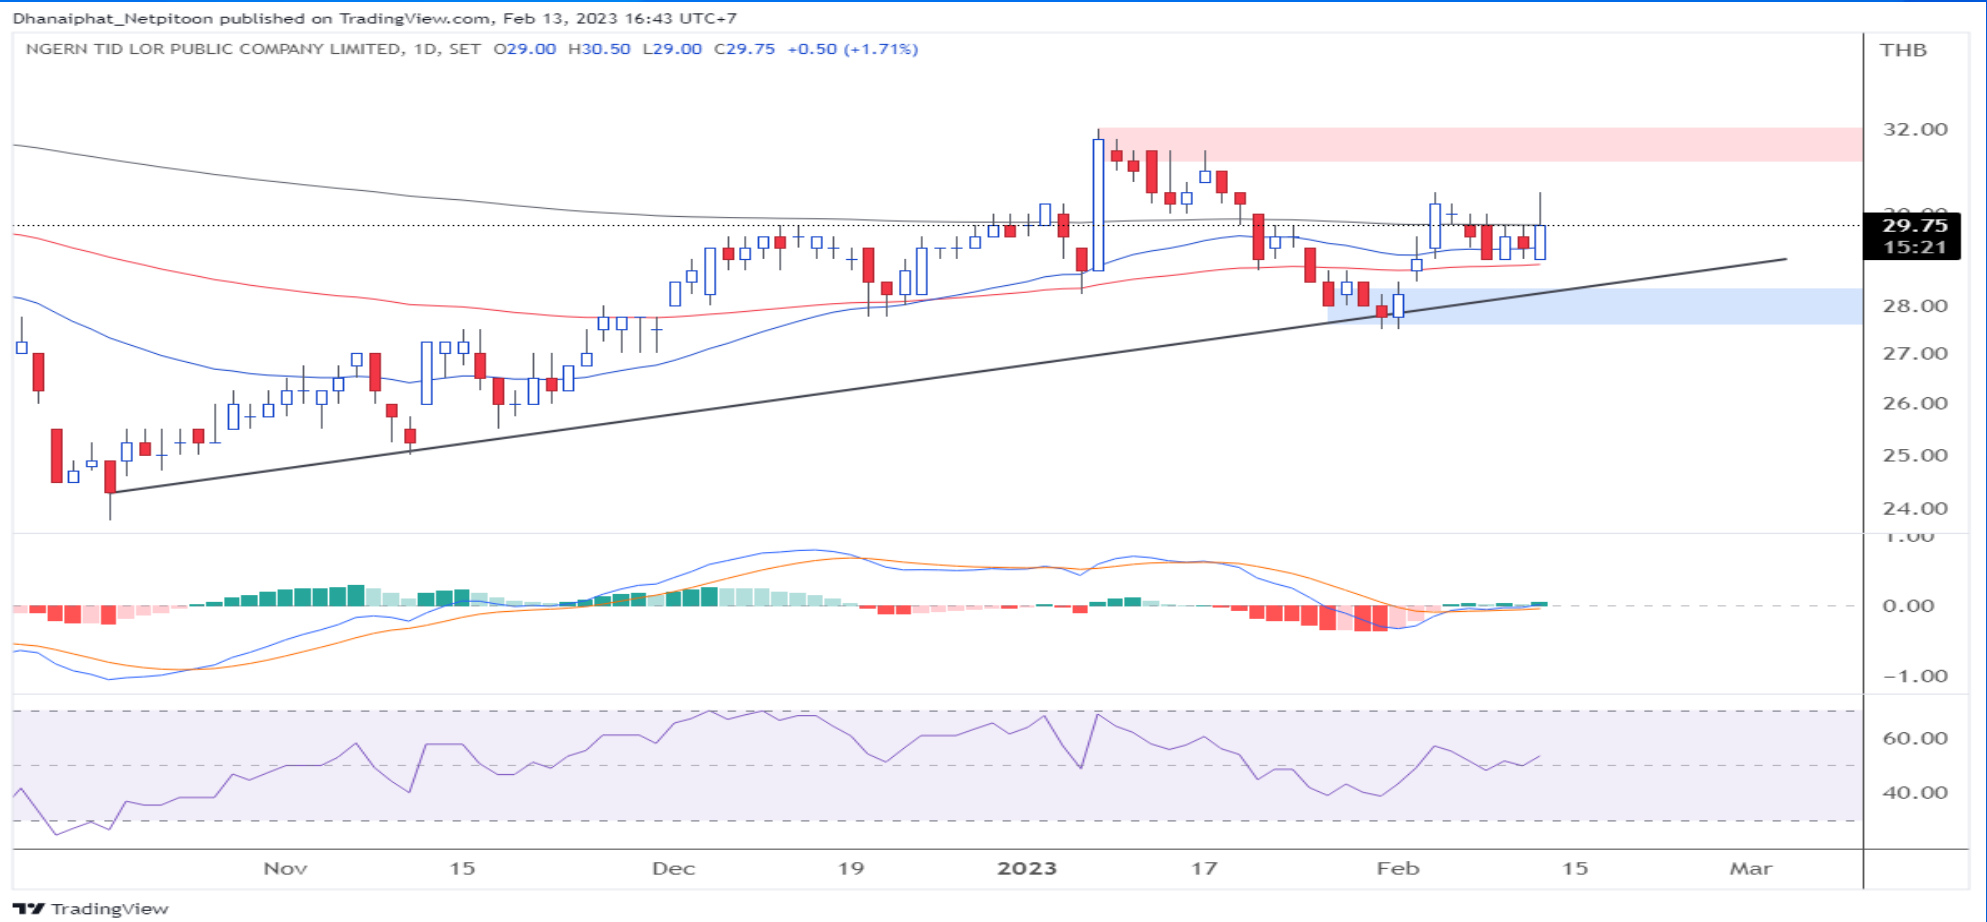 Dhanaiphat_Netpitoon published on TradingView.com, Feb 13, 2023 16:43 UTC+7
NGERN TID LOR PUBLIC COMPANY LIMITED, 1D, SET O29.00 H30.50 L29.00 C29.75 +0.50 (+1.71%)
THB
32.00
29.75
15:21
28.00
27.00
26.00
25.00
24.00
1.00
0.00
−1.00
60.00
40.00
Nov 15 Dec 19 2023 17 Feb 15 Mar
TradingView